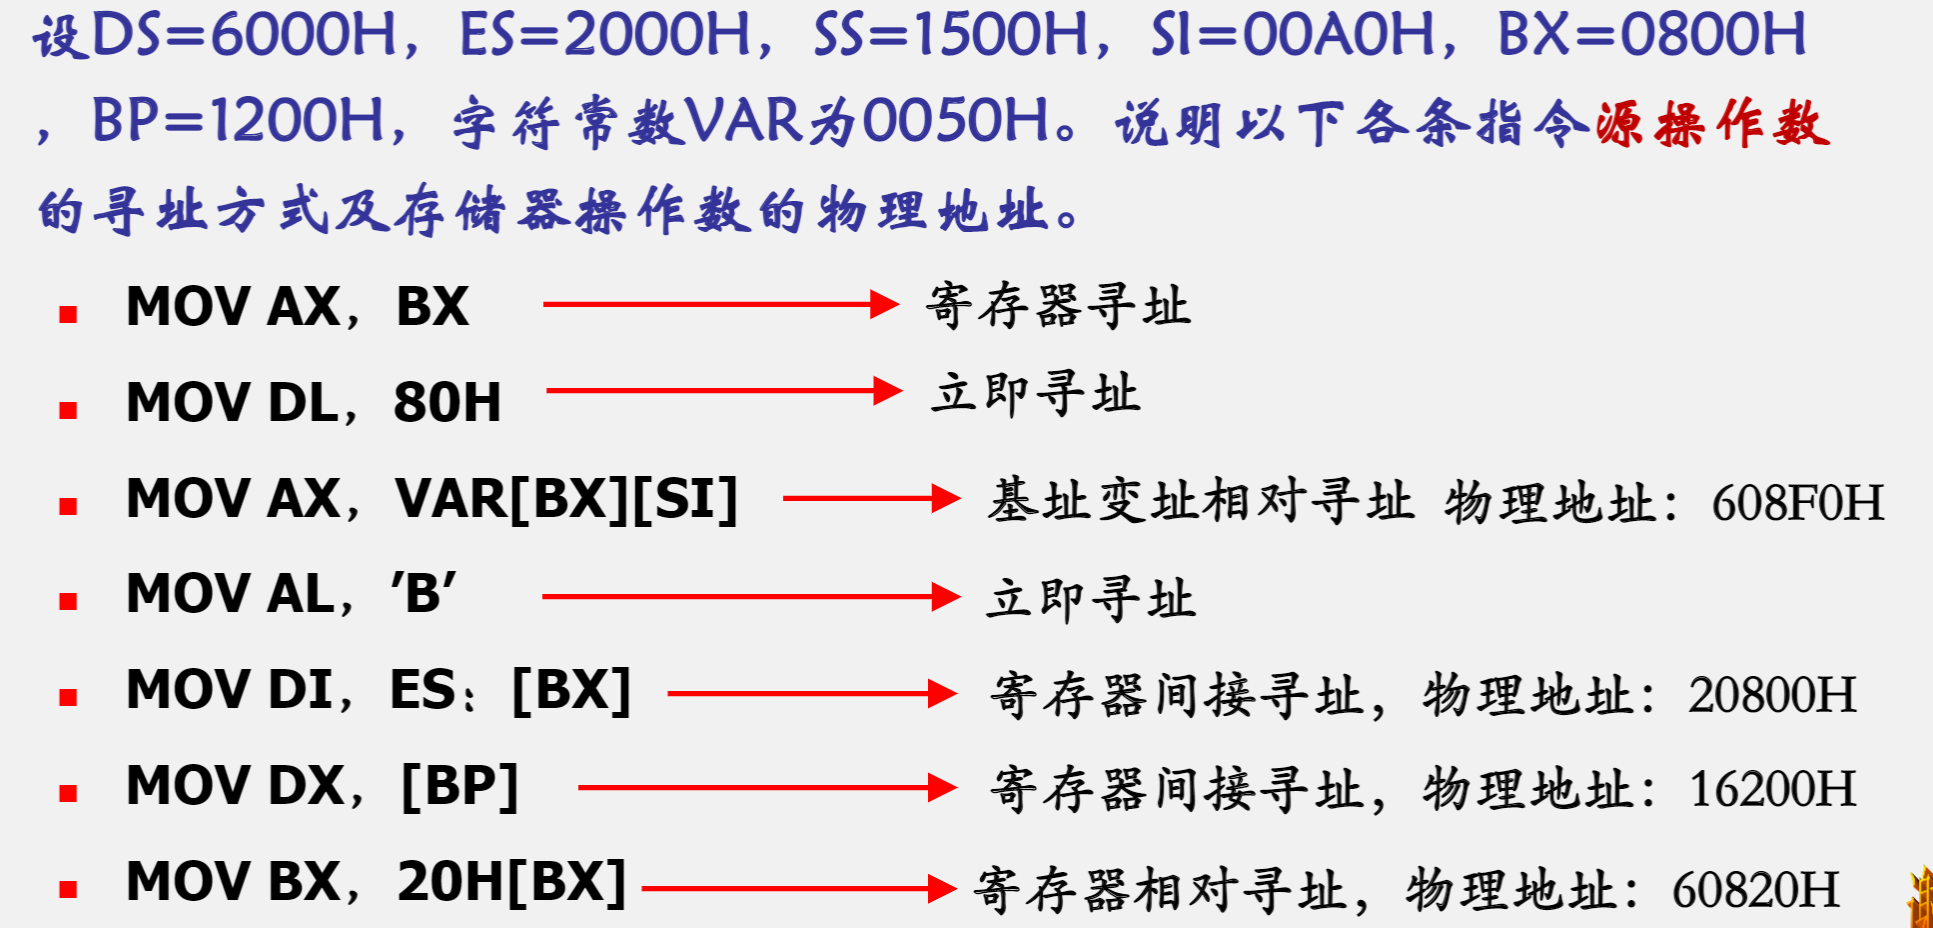 设DS=6000H，ES=2000H，SS=1500H，SI=00A0H，BX=0800H
，BP=1200H，字符常数VAR为0050H。说明以下各条指令源操作数
的寻址方式及存储器操作数的物理地址。
MOV AX，BX 寄存器寻址
MOV DL，80H 立即寻址
MOV AX，VAR[BX][SI] 基址变址相对寻址 物理地址：608F0H
MOV AL，′B′ 立即寻址
MOV DI，ES：[BX] 寄存器间接寻址，物理地址：20800H
MOV DX，[BP] 寄存器间接寻址，物理地址：16200H
MOV BX，20H[BX] 寄存器相对寻址，物理地址：60820H